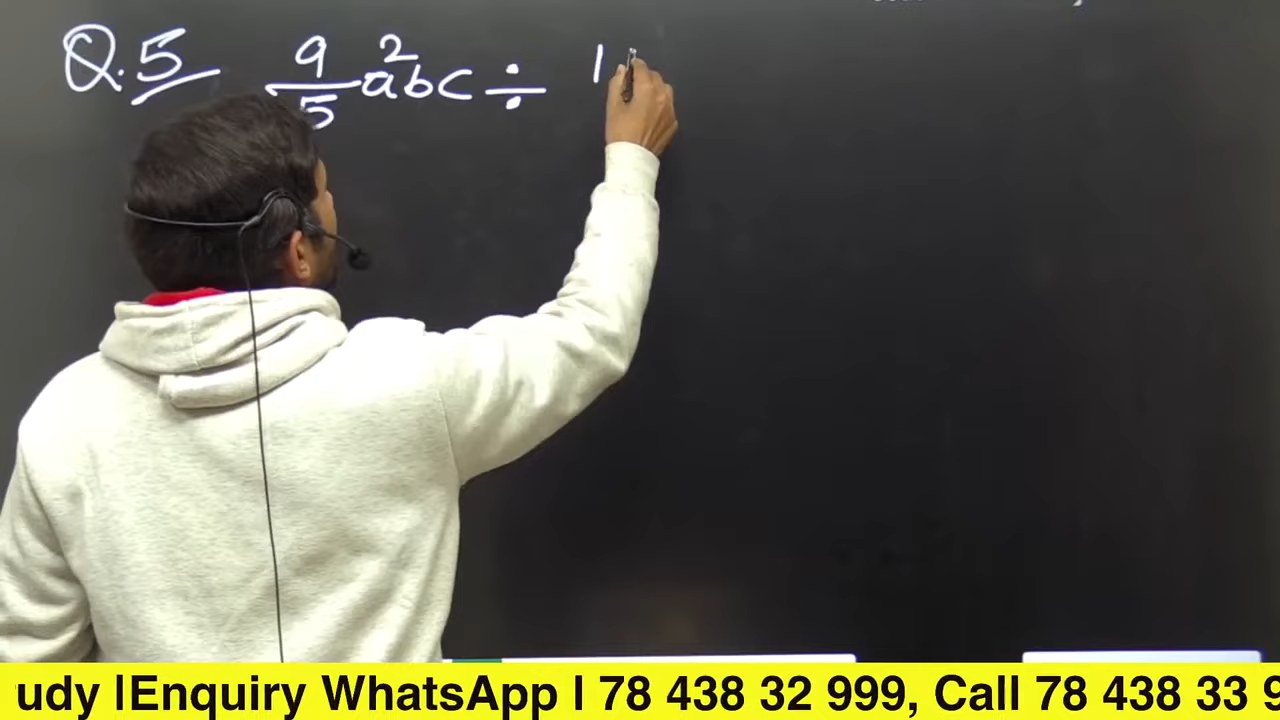 Q.5 9/5 a²bc ÷ 1
udy |Enquiry WhatsApp I 78 438 32 999, Call 78 438 33 9